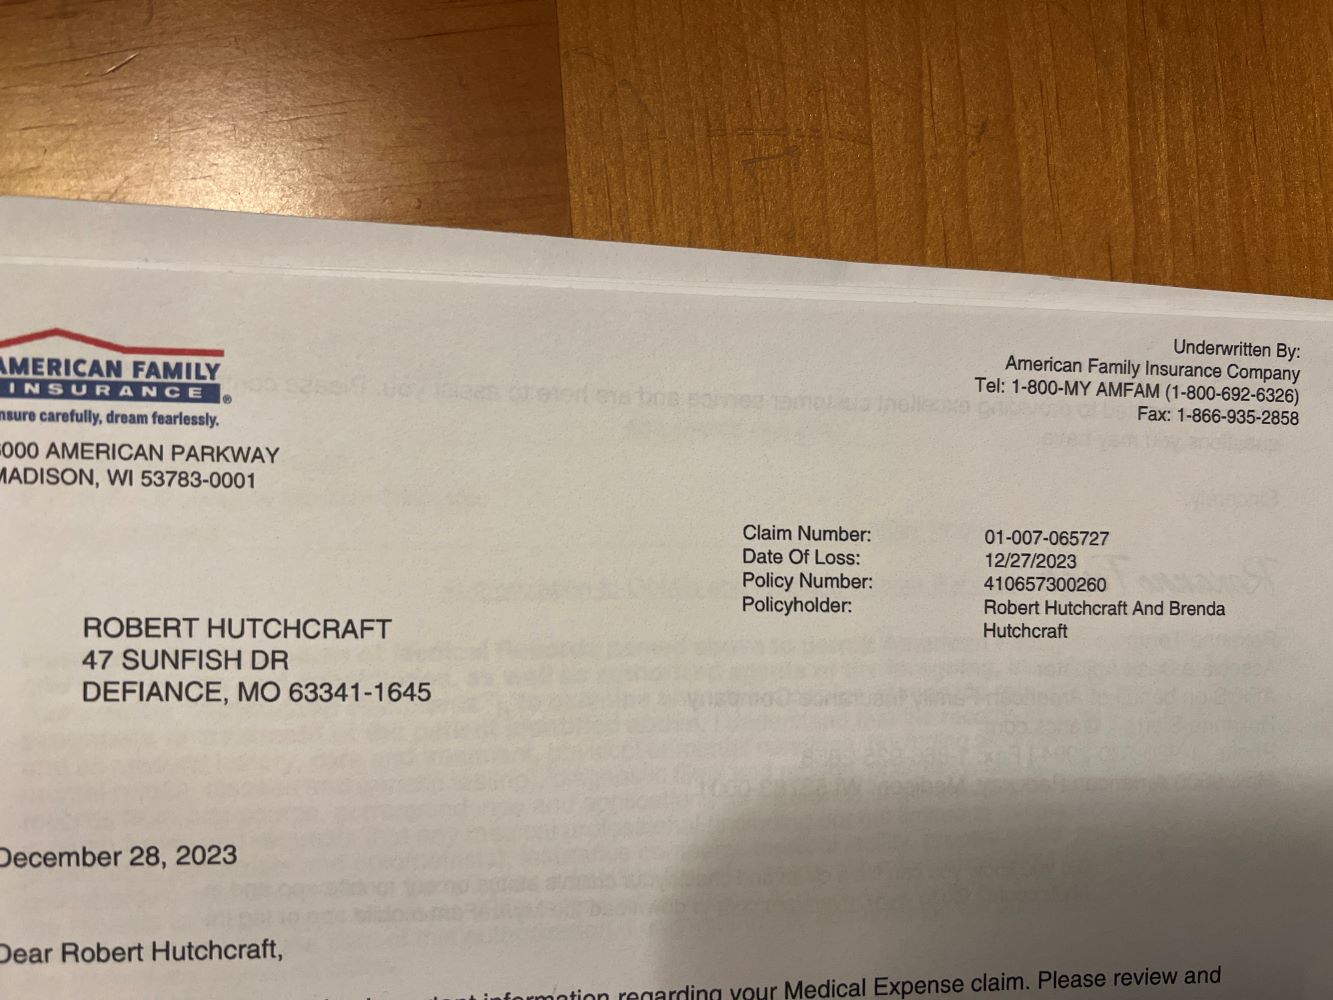 AMERICAN FAMILY
INSURANCE ®
nsure carefully, dream fearlessly.
6000 AMERICAN PARKWAY
MADISON, WI 53783-0001
Underwritten By:
American Family Insurance Company
Tel: 1-800-MY AMFAM (1-800-692-6326)
Fax: 1-866-935-2858
ROBERT HUTCHCRAFT
47 SUNFISH DR
DEFIANCE, MO 63341-1645
Claim Number: 01-007-065727
Date Of Loss: 12/27/2023
Policy Number: 410657300260
Policyholder: Robert Hutchcraft And Brenda
Hutchcraft
December 28, 2023
Dear Robert Hutchcraft,
information regarding your Medical Expense claim. Please review and